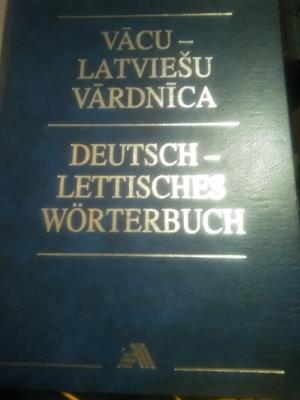 VĀCU –
LATVIEŠU
VĀRDNĪCA
DEUTSCH –
LETTISCHES
WÖRTERBUCH